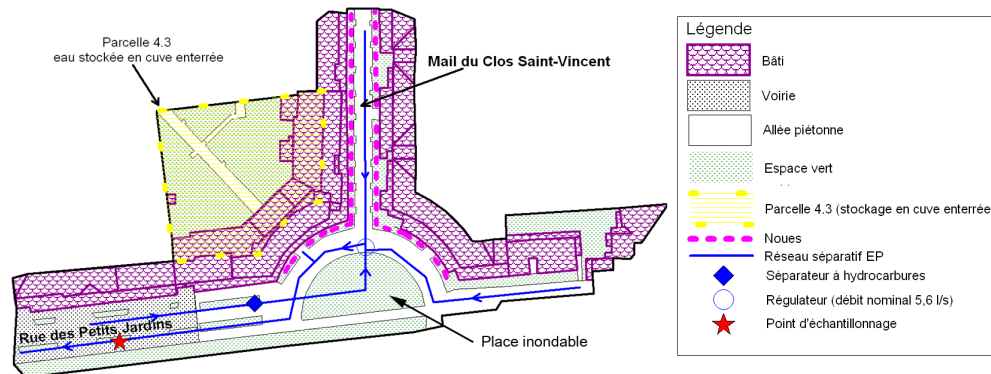 Parcelle 4.3
eau stockée en cuve enterrée
Mail du Clos Saint-Vincent
Rue des Petits Jardins
Place inondable
Légende
Bâti
Voirie
Allée piétonne
Espace vert
Parcelle 4.3 (stockage en cuve enterrée
Noues
Réseau séparatif EP
Séparateur à hydrocarbures
Régulateur (débit nominal 5,6 l/s)
Point d'échantillonnage